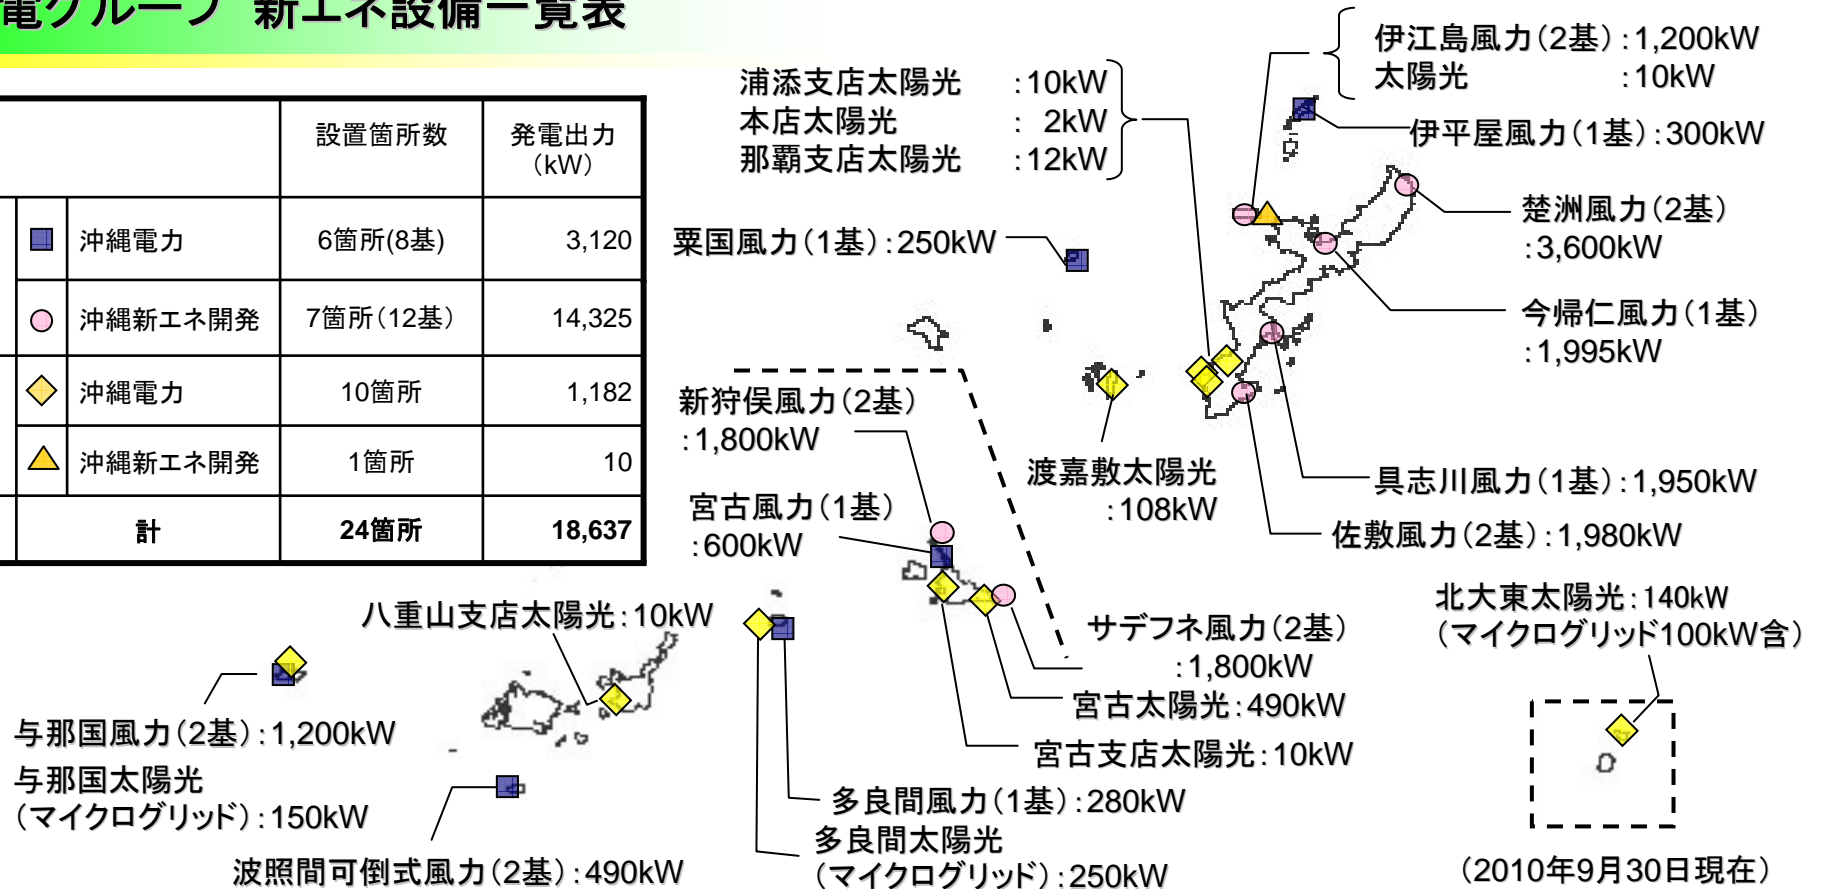 電グループ 新エネ設備一覧表
設置箇所数
発電出力
(kW)
沖縄電力
6箇所(8基)
3,120
沖縄新エネ開発
7箇所(12基)
14,325
沖縄電力
10箇所
1,182
沖縄新エネ開発
1箇所
10
計
24箇所
18,637
浦添支店太陽光 :10kW
本店太陽光 : 2kW
那覇支店太陽光 :12kW
伊江島風力(2基):1,200kW
太陽光 :10kW
伊平屋風力(1基):300kW
楚洲風力(2基)
:3,600kW
粟国風力(1基):250kW
今帰仁風力(1基)
:1,995kW
新狩俣風力(2基)
:1,800kW
渡嘉敷太陽光
:108kW
具志川風力(1基):1,950kW
宮古風力(1基)
:600kW
佐敷風力(2基):1,980kW
北大東太陽光:140kW
(マイクログリッド100kW含)
八重山支店太陽光:10kW
サデフネ風力(2基)
:1,800kW
宮古太陽光:490kW
宮古支店太陽光:10kW
与那国風力(2基):1,200kW
与那国太陽光
(マイクログリッド):150kW
多良間風力(1基):280kW
多良間太陽光
(マイクログリッド):250kW
波照間可倒式風力(2基):490kW
(2010年9月30日現在)